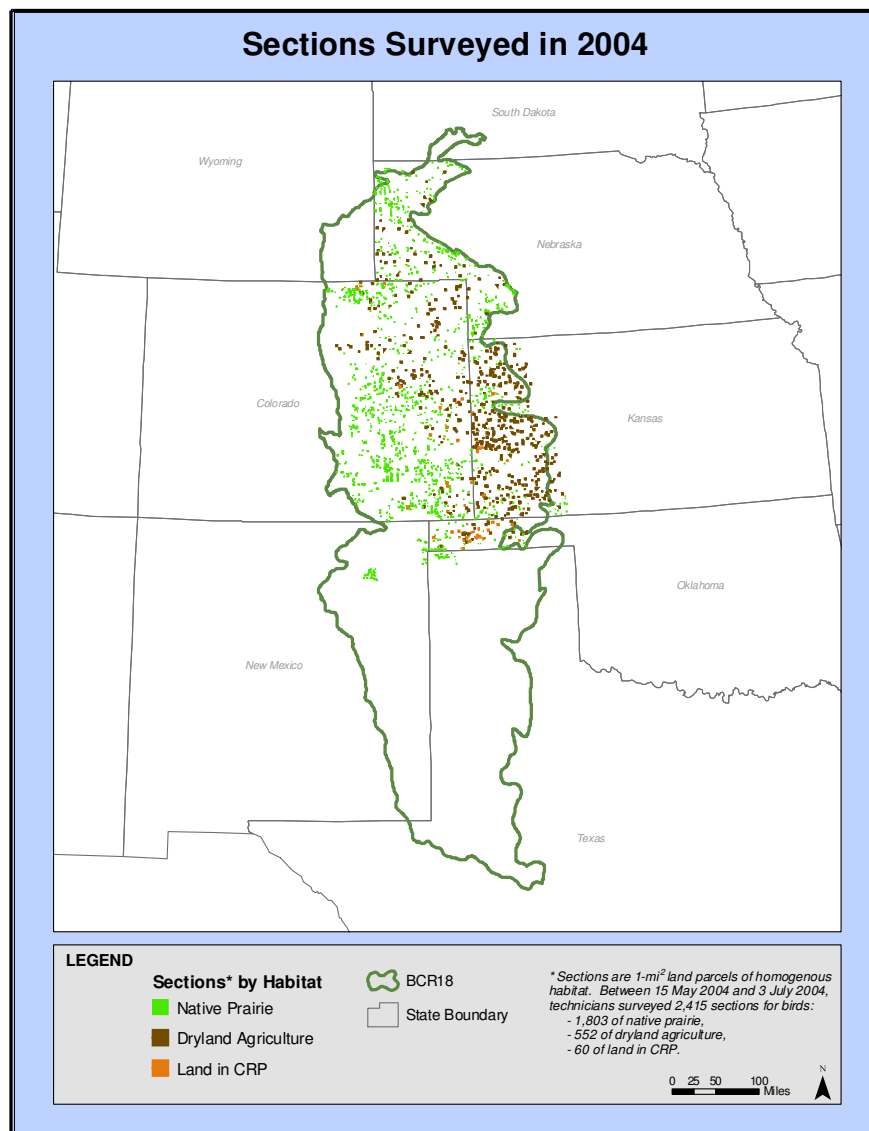 Sections Surveyed in 2004
South Dakota
Wyoming
Nebraska
Colorado
Kansas
Oklahoma
New Mexico
Texas
LEGEND
Sections* by Habitat
Native Prairie
Dryland Agriculture
Land in CRP
BCR18
State Boundary
* Sections are 1-mi² land parcels of homogenous
habitat. Between 15 May 2004 and 3 July 2004,
technicians surveyed 2,415 sections for birds:
- 1,803 of native prairie,
- 552 of dryland agriculture,
- 60 of land in CRP.
0 25 50 100
Miles
N